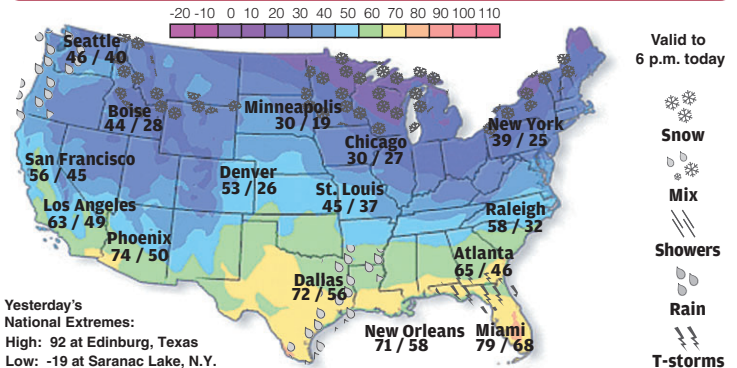 -20 -10 0 10 20 30 40 50 60 70 80 90 100 110
Valid to
6 p.m. today
Seattle
46 / 40
Boise
44 / 28
Minneapolis
30 / 19
New York
39 / 25
Chicago
30 / 27
San Francisco
56 / 45
Denver
53 / 26
St. Louis
45 / 37
Los Angeles
63 / 49
Raleigh
58 / 32
Phoenix
74 / 50
Atlanta
65 / 46
Dallas
72 / 56
New Orleans
71 / 58
Miami
79 / 68
Snow
Mix
Showers
Rain
T-storms
Yesterday's
National Extremes:
High: 92 at Edinburg, Texas
Low: -19 at Saranac Lake, N.Y.